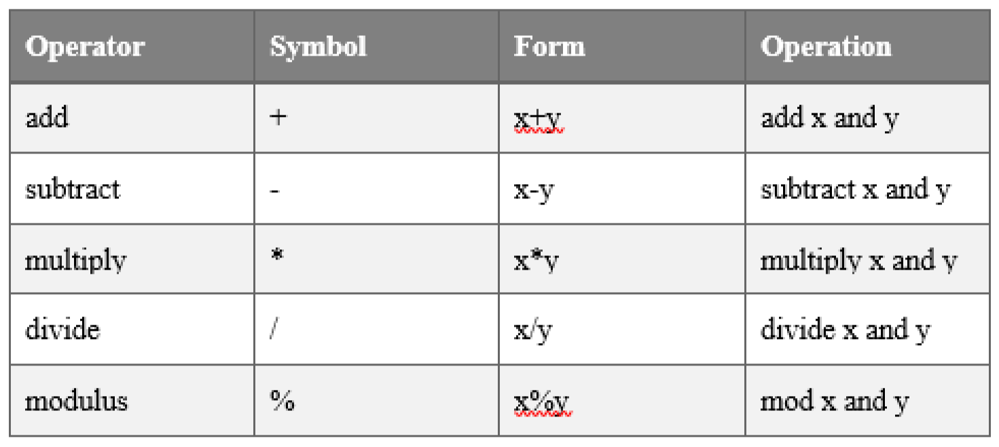 Operator Symbol Form Operation
add + x+y add x and y
subtract - x-y subtract x and y
multiply * x*y multiply x and y
divide / x/y divide x and y
modulus % x%y mod x and y